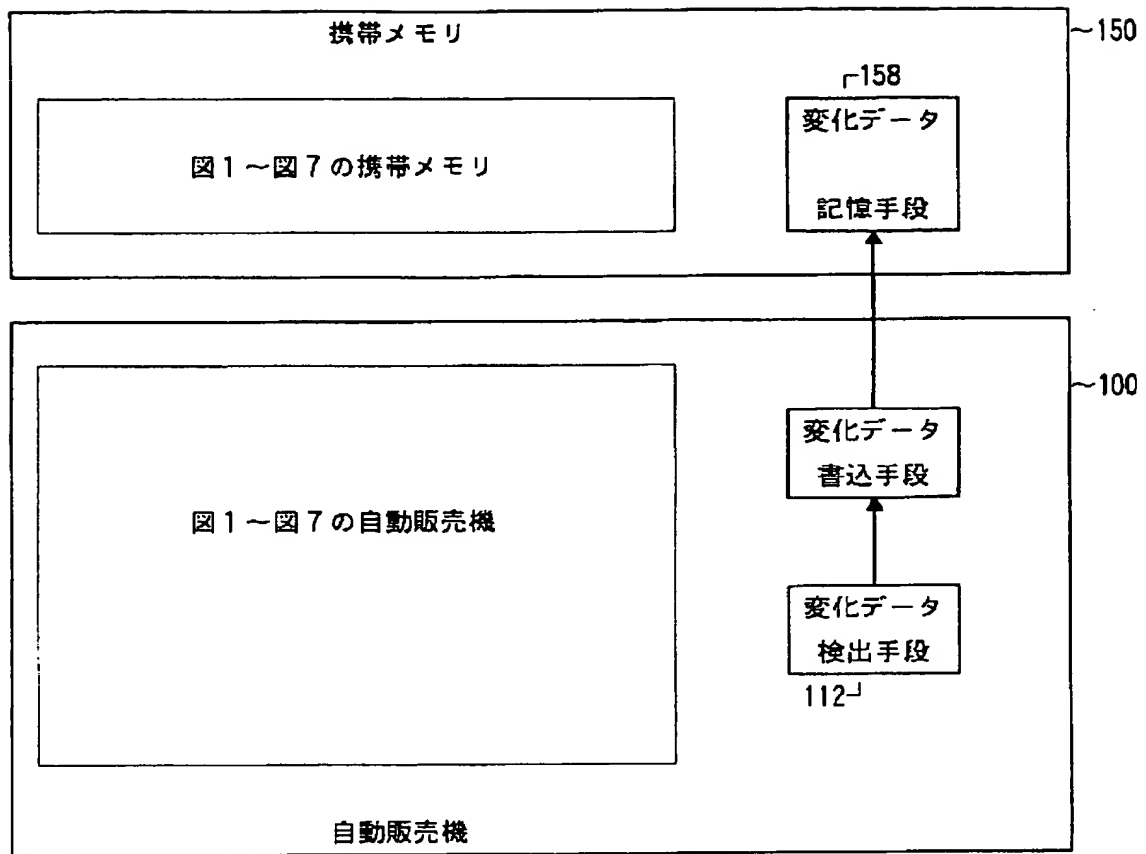 携帯メモリ
～150
158
変化データ
記憶手段
図1～図7の携帯メモリ
～100
変化データ
書込手段
図1～図7の自動販売機
変化データ
検出手段
112
自動販売機